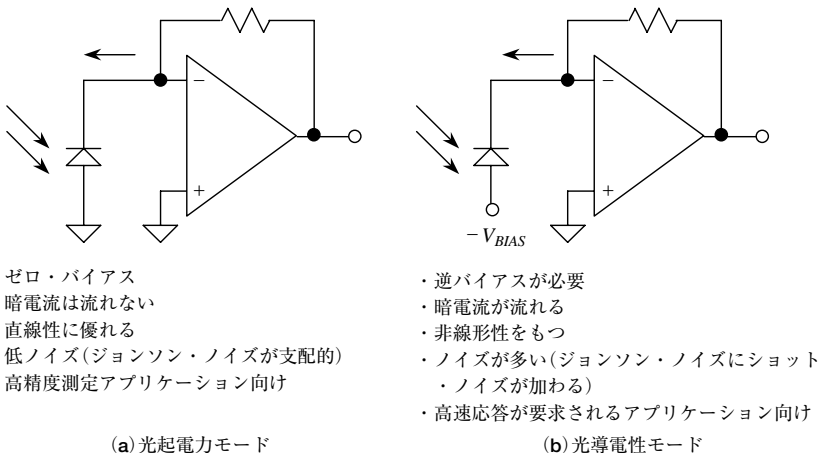 −
+
−
+
−V_BIAS
ゼロ・バイアス
暗電流は流れない
直線性に優れる
低ノイズ(ジョンソン・ノイズが支配的)
高精度測定アプリケーション向け
(a)光起電力モード
・逆バイアスが必要
・暗電流が流れる
・非線形性をもつ
・ノイズが多い(ジョンソン・ノイズにショット
・ノイズが加わる)
・高速応答が要求されるアプリケーション向け
(b)光導電性モード